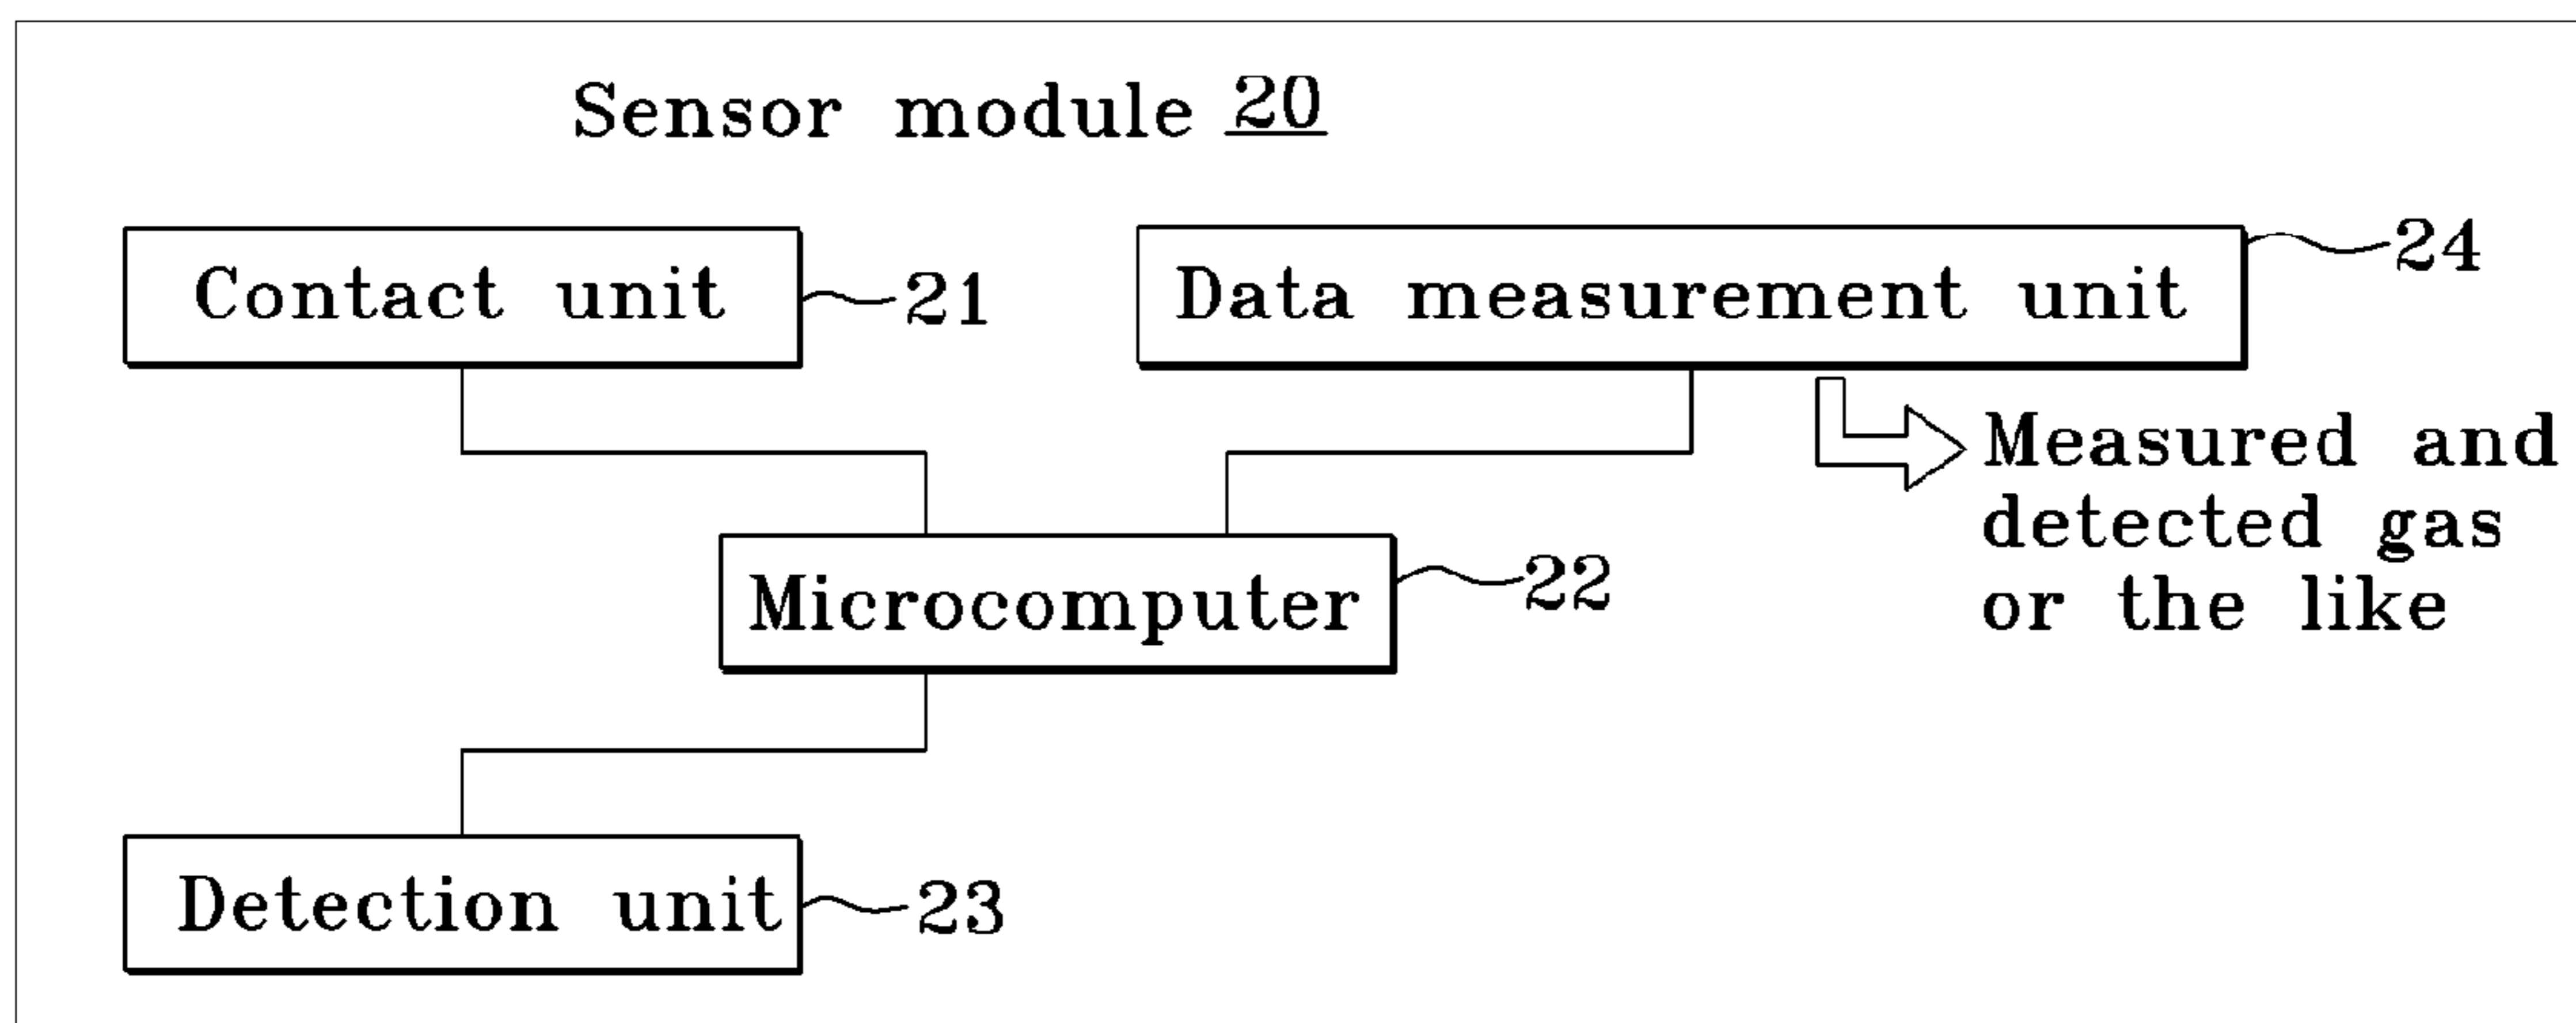 Sensor module 20
Contact unit
21
Data measurement unit
24
Measured and
detected gas
or the like
Microcomputer
22
Detection unit
23